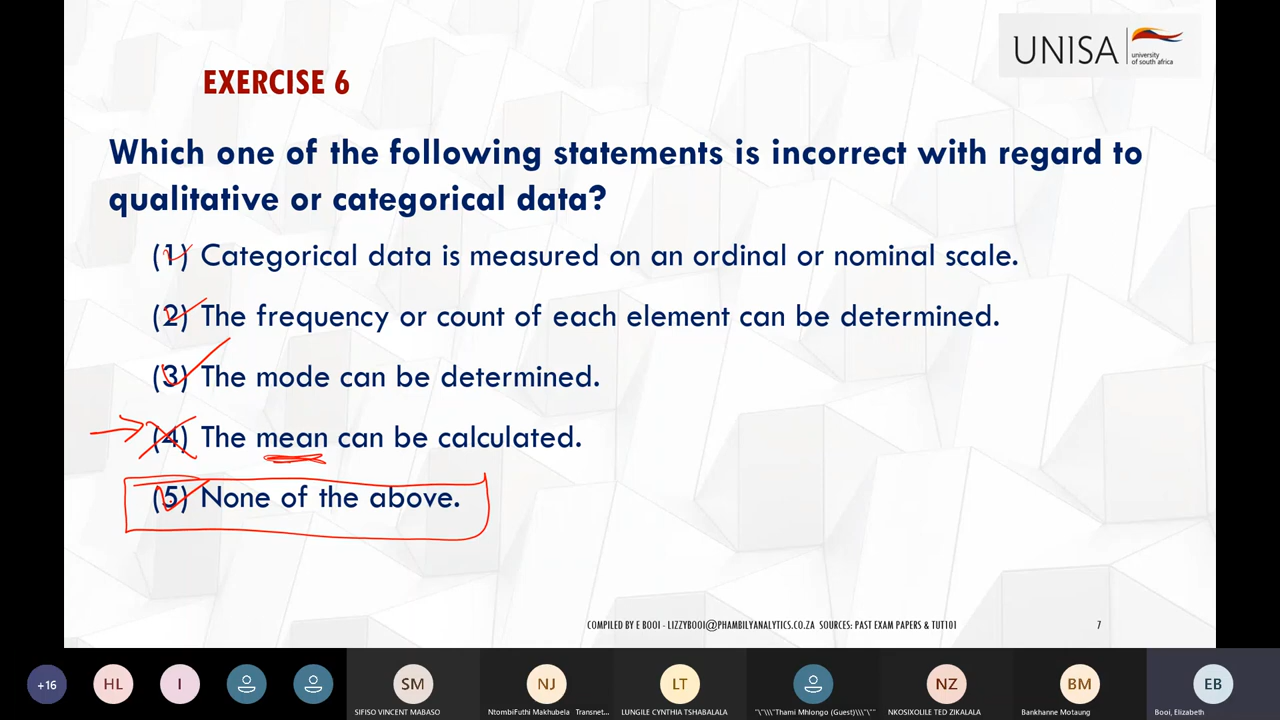 UNISA
university
of south africa
EXERCISE 6
Which one of the following statements is incorrect with regard to
qualitative or categorical data?
(1) Categorical data is measured on an ordinal or nominal scale.
(2) The frequency or count of each element can be determined.
(3) The mode can be determined.
(4) The mean can be calculated.
(5) None of the above.
COMPILED BY E BOOI - LIZZYBOOI@PHAMBILYANALYTICS.CO.ZA SOURCES: PAST EXAM PAPERS & TUT101
7
+16
HL
I
SM
NJ
LT
NZ
BM
EB
SIFISO VINCENT MABASO
NtombiFuthi Makhubela Transnet...
LUNGILE CYNTHIA TSHABALALA
"\"\\\"Thami Mhlongo (Guest)\\\"\""
NKOSIXOLILE TED ZIKALALA
Bankhanne Motaung
Booi, Elizabeth